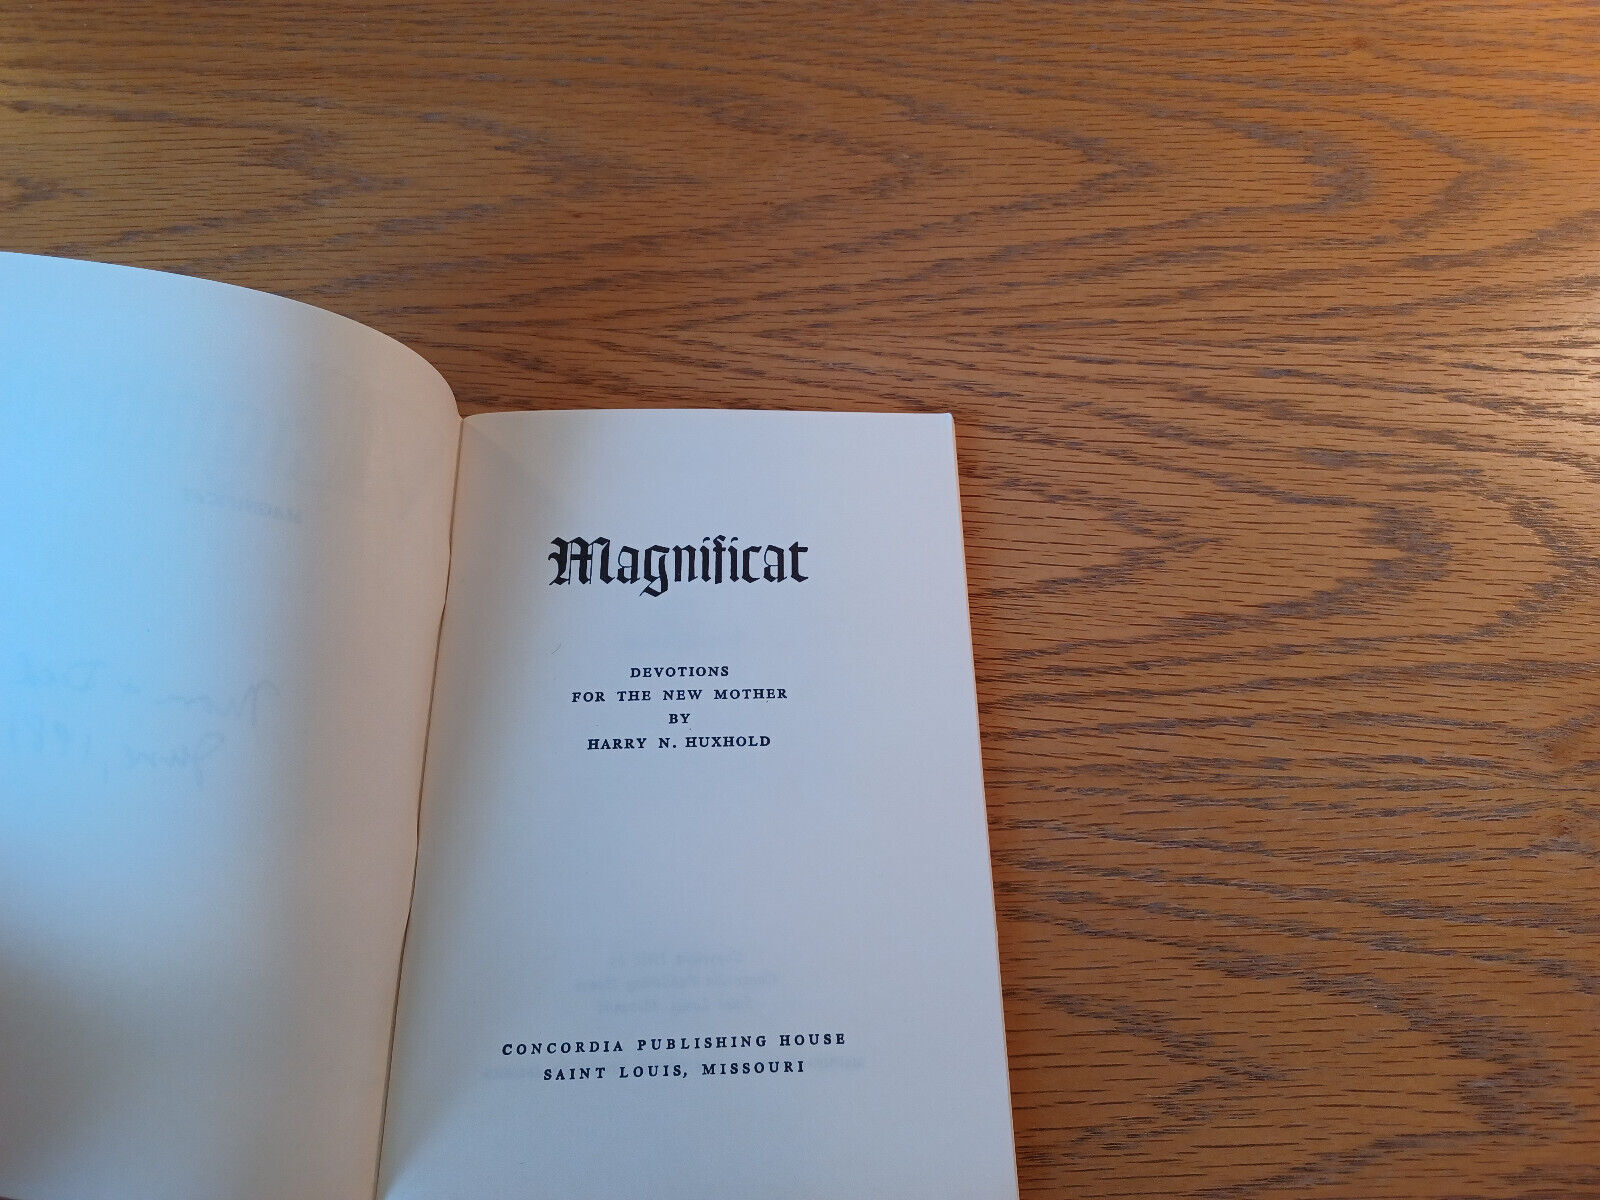 Magnificat
DEVOTIONS
FOR THE NEW MOTHER
BY
HARRY N. HUXHOLD
CONCORDIA PUBLISHING HOUSE
SAINT LOUIS, MISSOURI